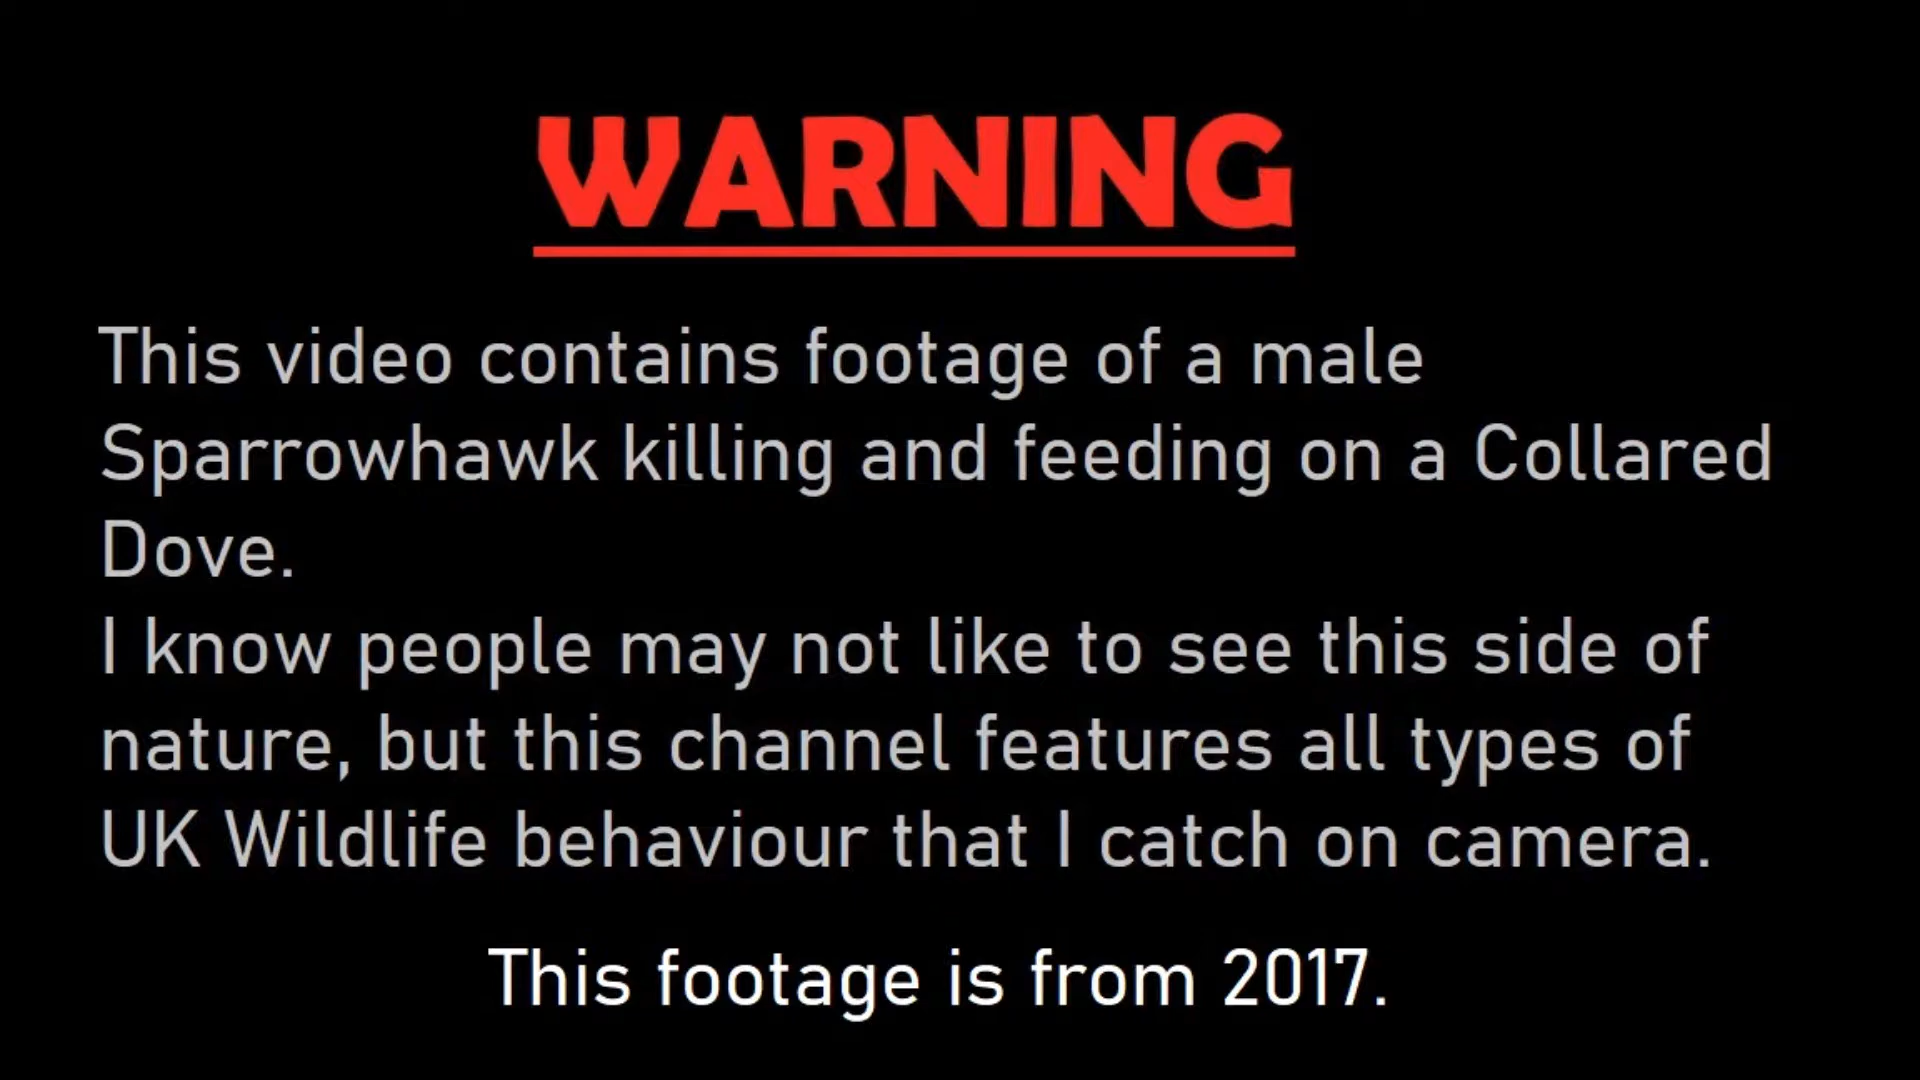 WARNING
This video contains footage of a male
Sparrowhawk killing and feeding on a Collared
Dove.
I know people may not like to see this side of
nature, but this channel features all types of
UK Wildlife behaviour that I catch on camera.
This footage is from 2017.